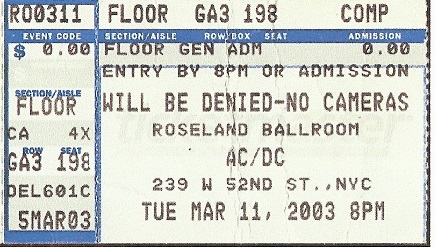 R00311 FLOOR GA3 198 COMP
EVENT CODE SECTION/AISLE ROW/BOX SEAT ADMISSION
$ 0.00 FLOOR GEN ADM 0.00
ENTRY BY 8PM OR ADMISSION
SECTION/AISLE
FLOOR WILL BE DENIED-NO CAMERAS
CA 4X ROSELAND BALLROOM
ROW SEAT
GA3 198 AC/DC
DEL601C 239 W 52ND ST.,NYC
5MAR03 TUE MAR 11, 2003 8PM